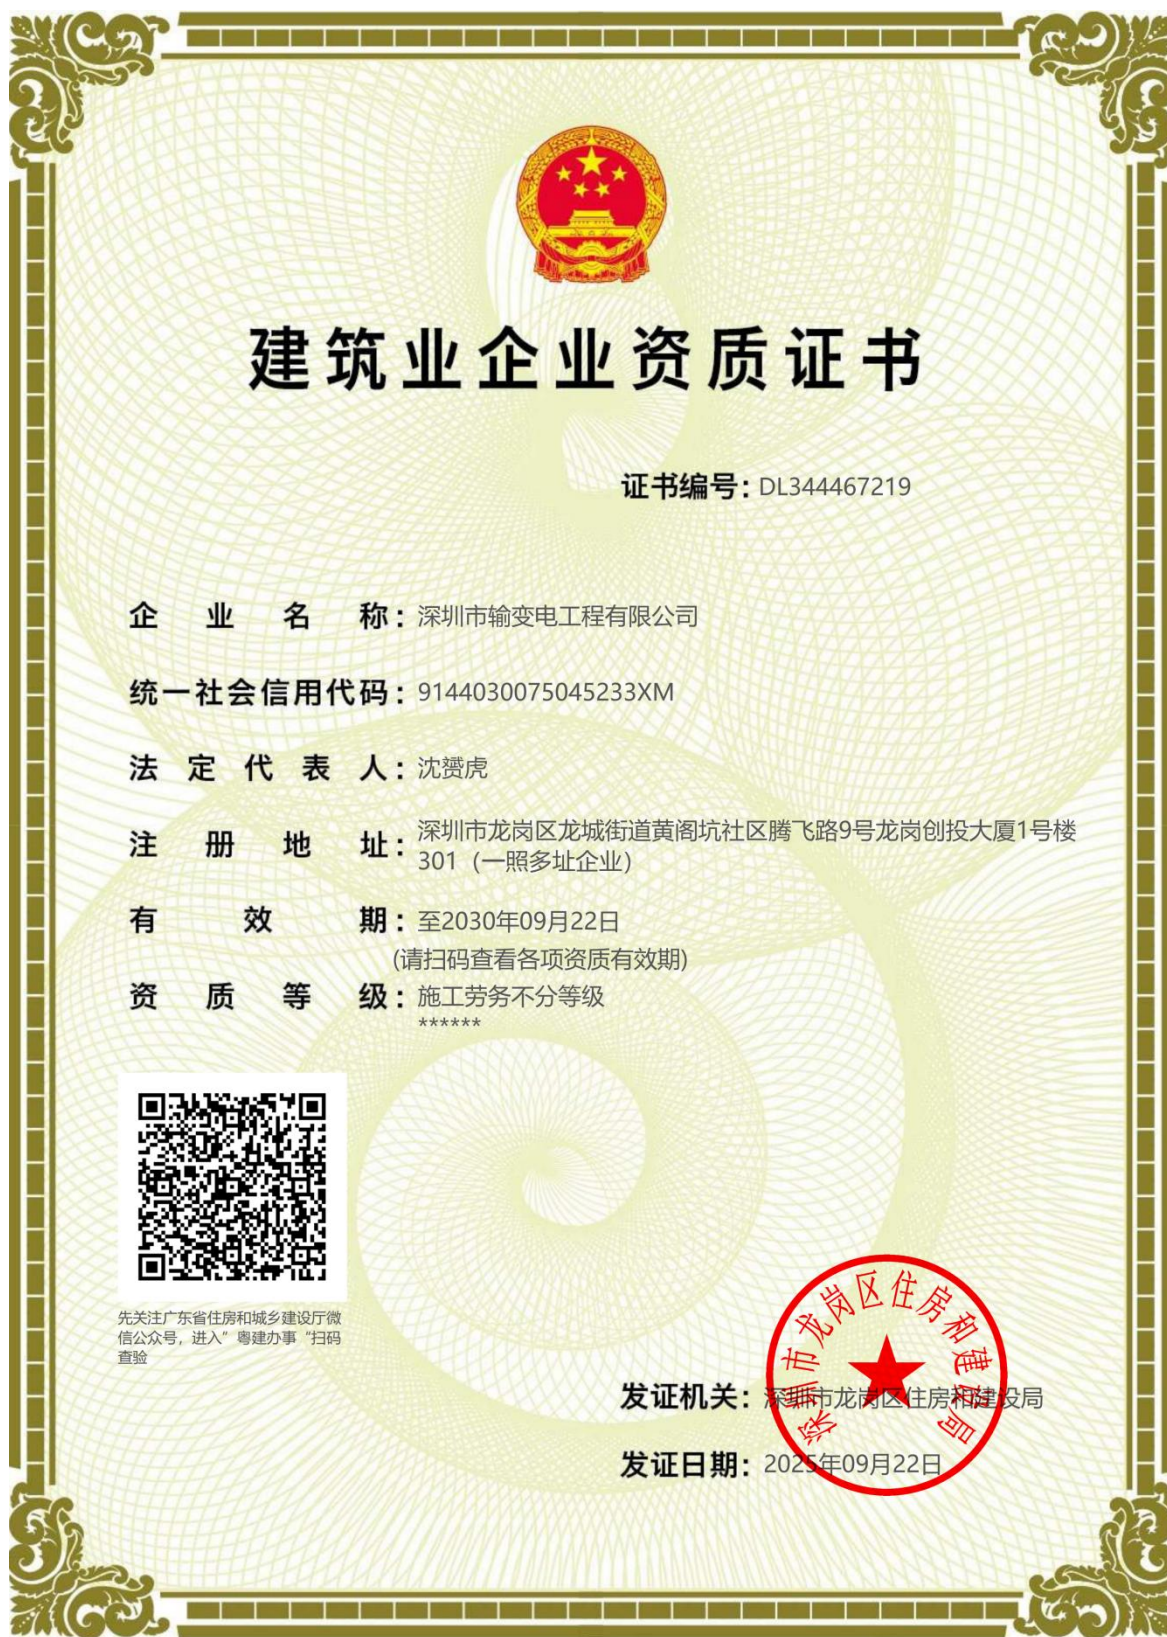 建筑业企业资质证书
证书编号：DL344467219
企业名称：深圳市输变电工程有限公司
统一社会信用代码：9144030075045233XM
法定代表人：沈赟虎
注册地址：深圳市龙岗区龙城街道黄阁坑社区腾飞路9号龙岗创投大厦1号楼
301（一照多址企业）
有效期：至2030年09月22日
(请扫码查看各项资质有效期)
资质等级：施工劳务不分等级
******
先关注广东省住房和城乡建设厅微
信公众号，进入”粤建办事“扫码
查验
深圳市龙岗区住房和建设局
发证机关：深圳市龙岗区住房和建设局
发证日期：2025年09月22日